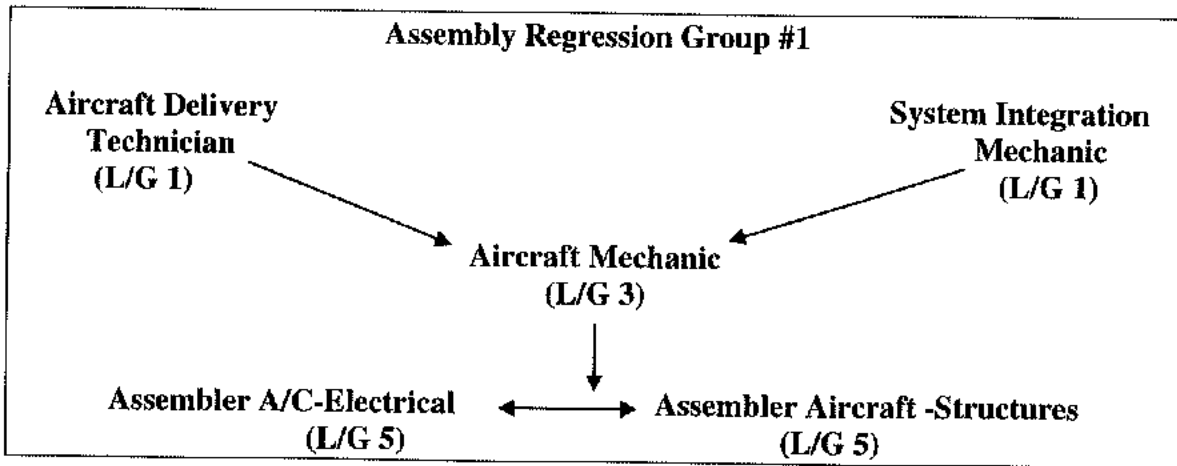 Assembly Regression Group #1
Aircraft Delivery
Technician
(L/G 1)
System Integration
Mechanic
(L/G 1)
Aircraft Mechanic
(L/G 3)
Assembler A/C-Electrical
(L/G 5)
Assembler Aircraft -Structures
(L/G 5)